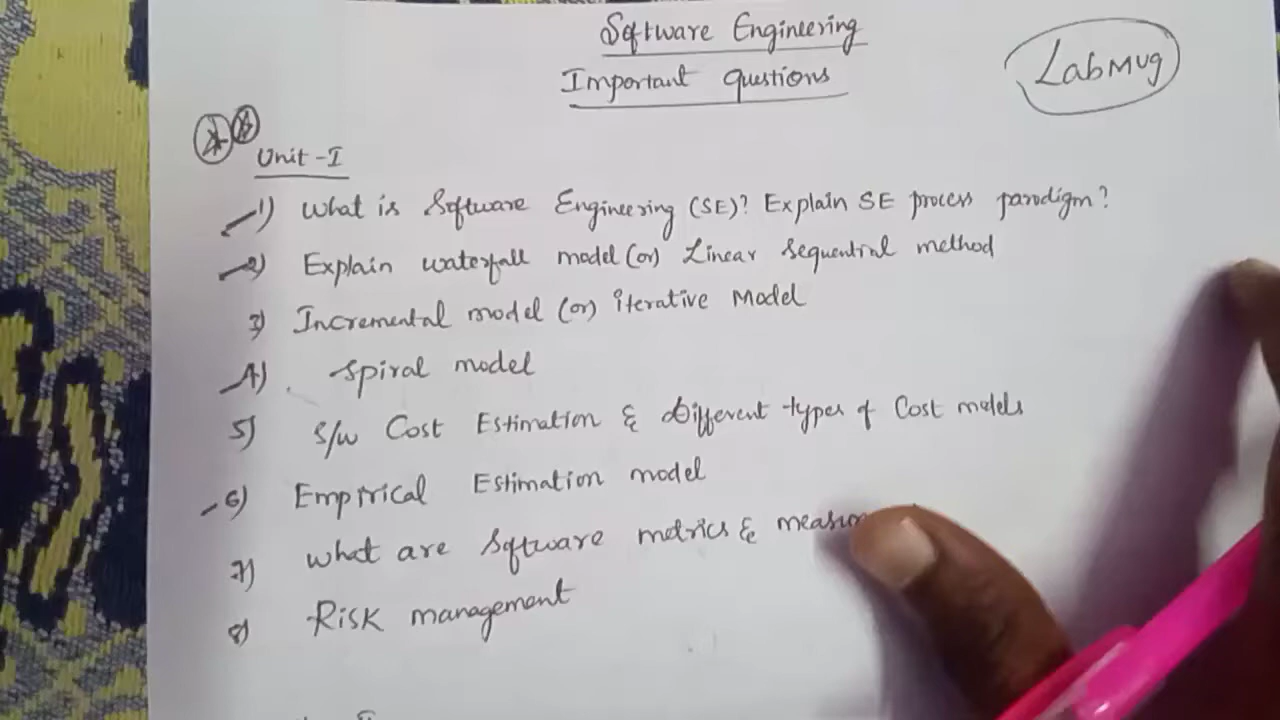 Software Engineering
Important Questions
LabMug
Unit - I
1) What is Software Engineering (SE)? Explain SE process paradigm?
2) Explain waterfall model (or) Linear Sequential method
3) Incremental model (or) iterative Model
4) Spiral model
5) S/W Cost Estimation & different types of Cost models
6) Empirical Estimation model
7) what are Software metrics &
8) Risk management